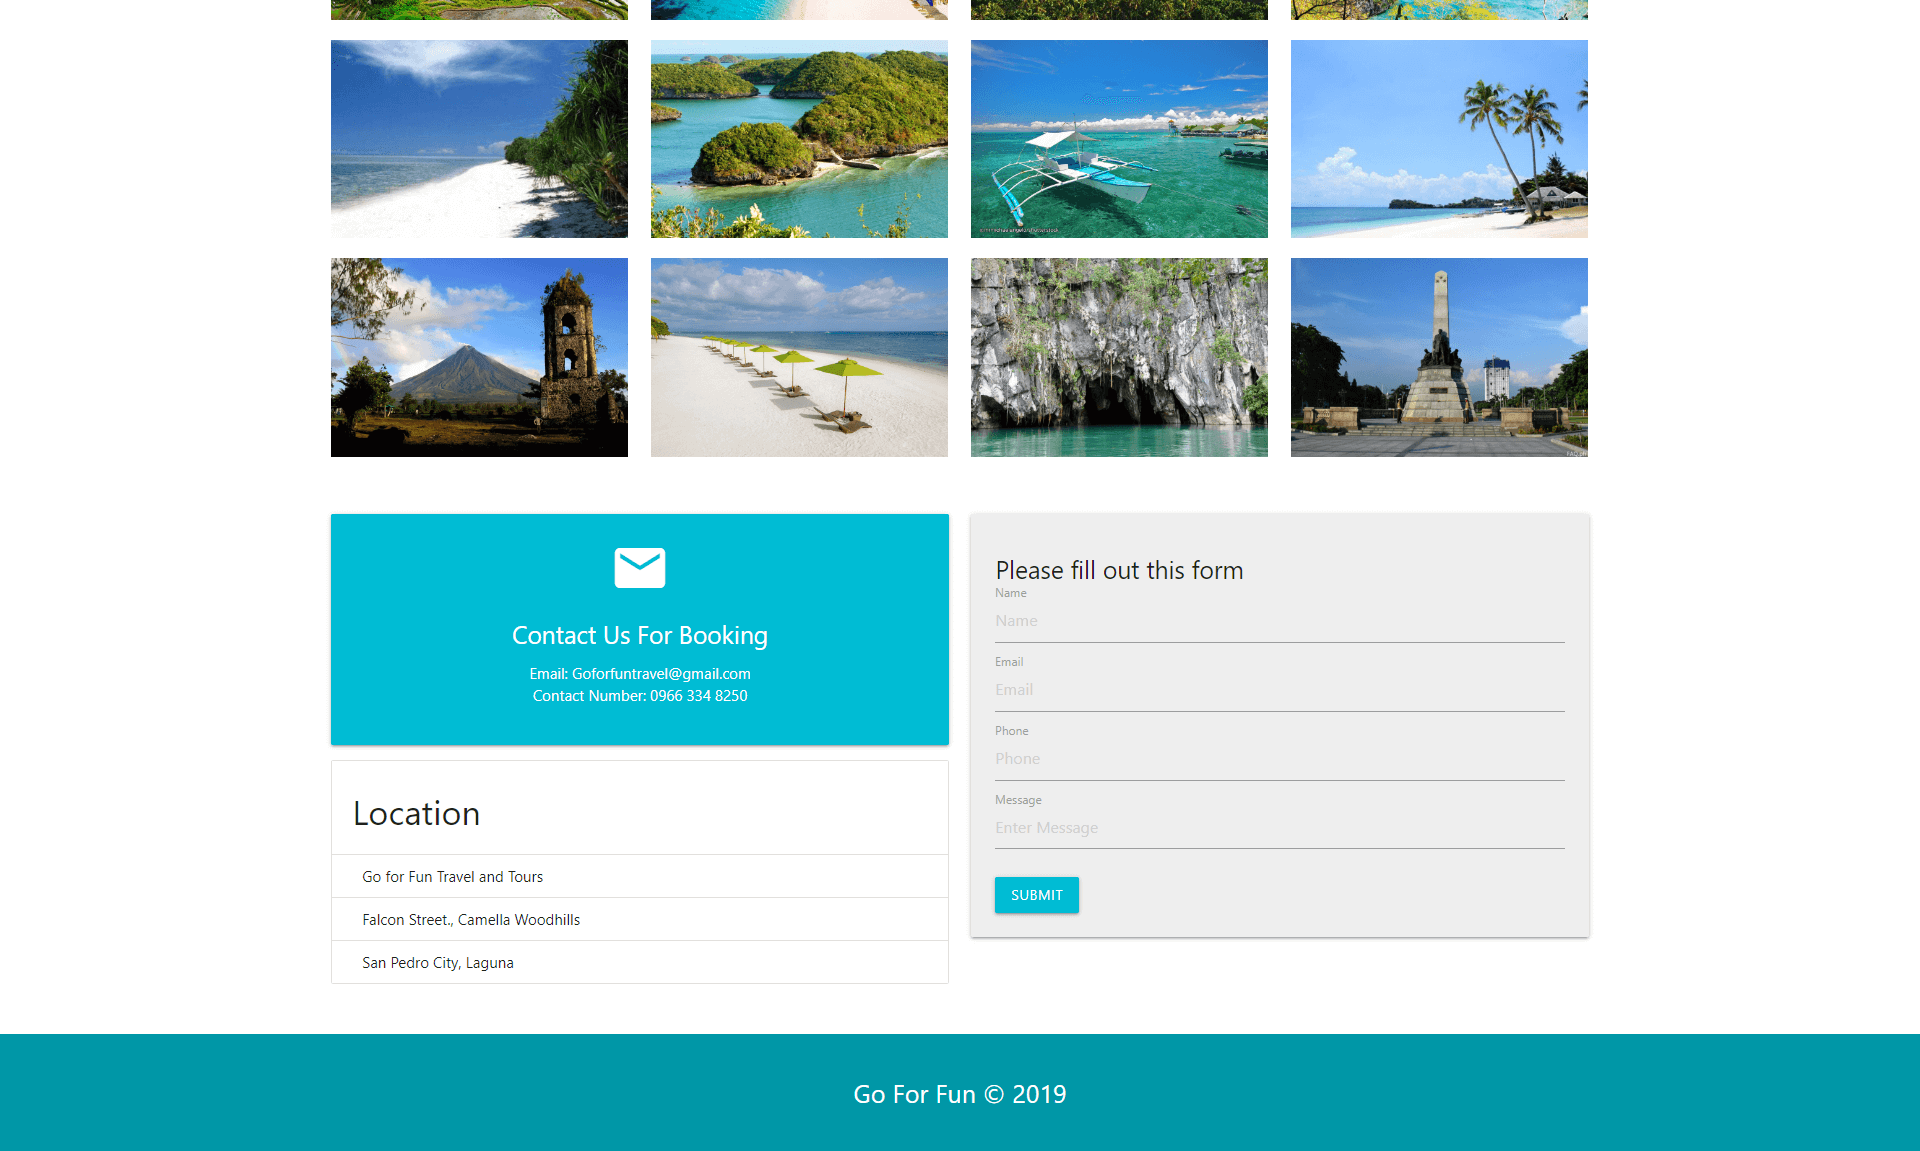 FAQ.ph
Contact Us For Booking
Email: Goforfuntravel@gmail.com
Contact Number: 0966 334 8250
Location
Go for Fun Travel and Tours
Falcon Street., Camella Woodhills
San Pedro City, Laguna
Please fill out this form
Name
Name
Email
Email
Phone
Phone
Message
Enter Message
SUBMIT
Go For Fun © 2019